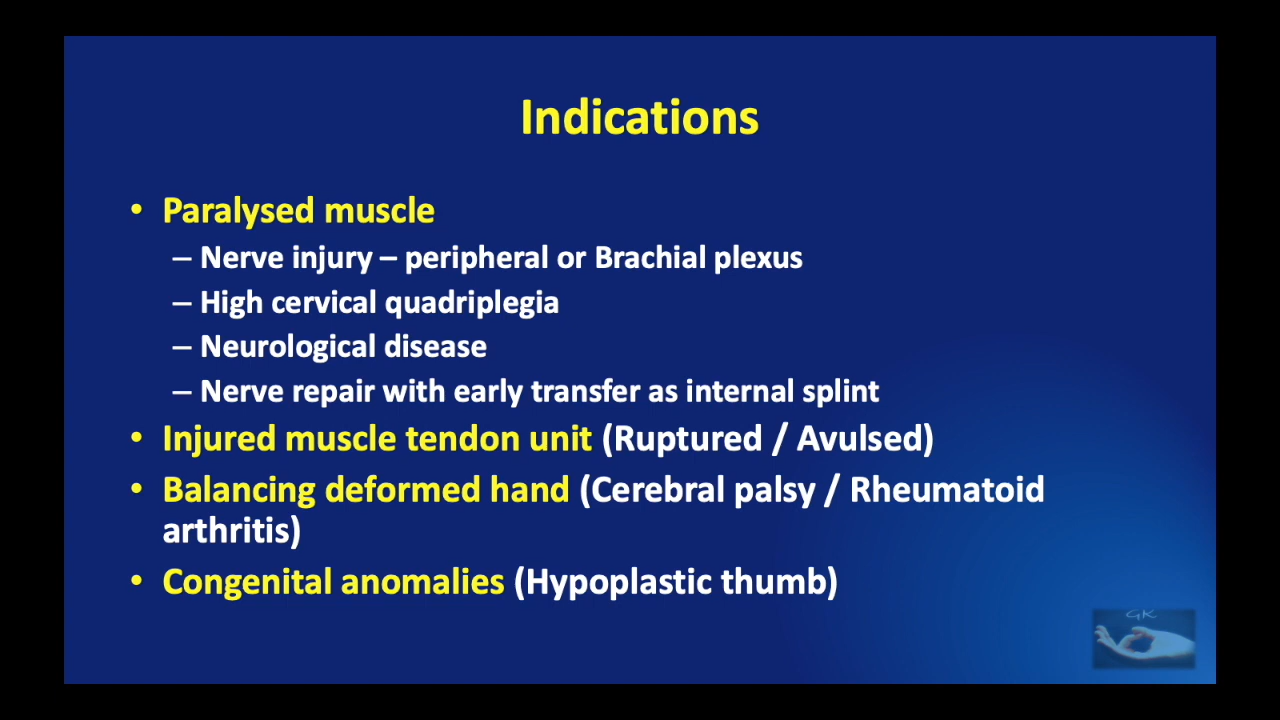 Indications
• Paralysed muscle
– Nerve injury – peripheral or Brachial plexus
– High cervical quadriplegia
– Neurological disease
– Nerve repair with early transfer as internal splint
• Injured muscle tendon unit (Ruptured / Avulsed)
• Balancing deformed hand (Cerebral palsy / Rheumatoid
arthritis)
• Congenital anomalies (Hypoplastic thumb)
GK